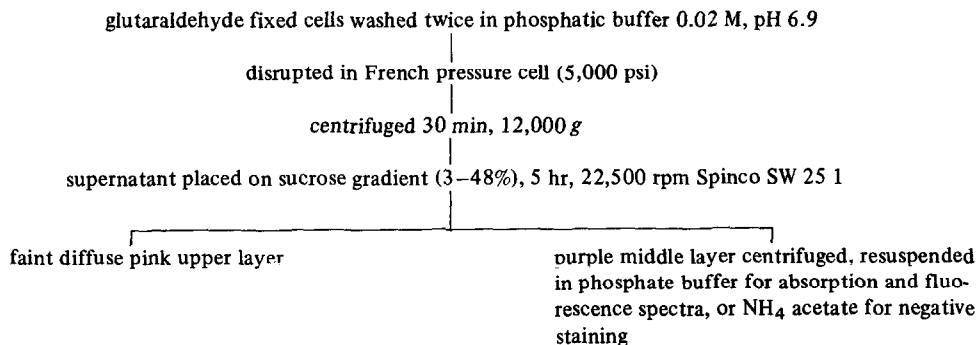 glutaraldehyde fixed cells washed twice in phosphatic buffer 0.02 M, pH 6.9
disrupted in French pressure cell (5,000 psi)
centrifuged 30 min, 12,000 g
supernatant placed on sucrose gradient (3–48%), 5 hr, 22,500 rpm Spinco SW 25 1
faint diffuse pink upper layer
purple middle layer centrifuged, resuspended
in phosphate buffer for absorption and fluo-
rescence spectra, or NH4 acetate for negative
staining